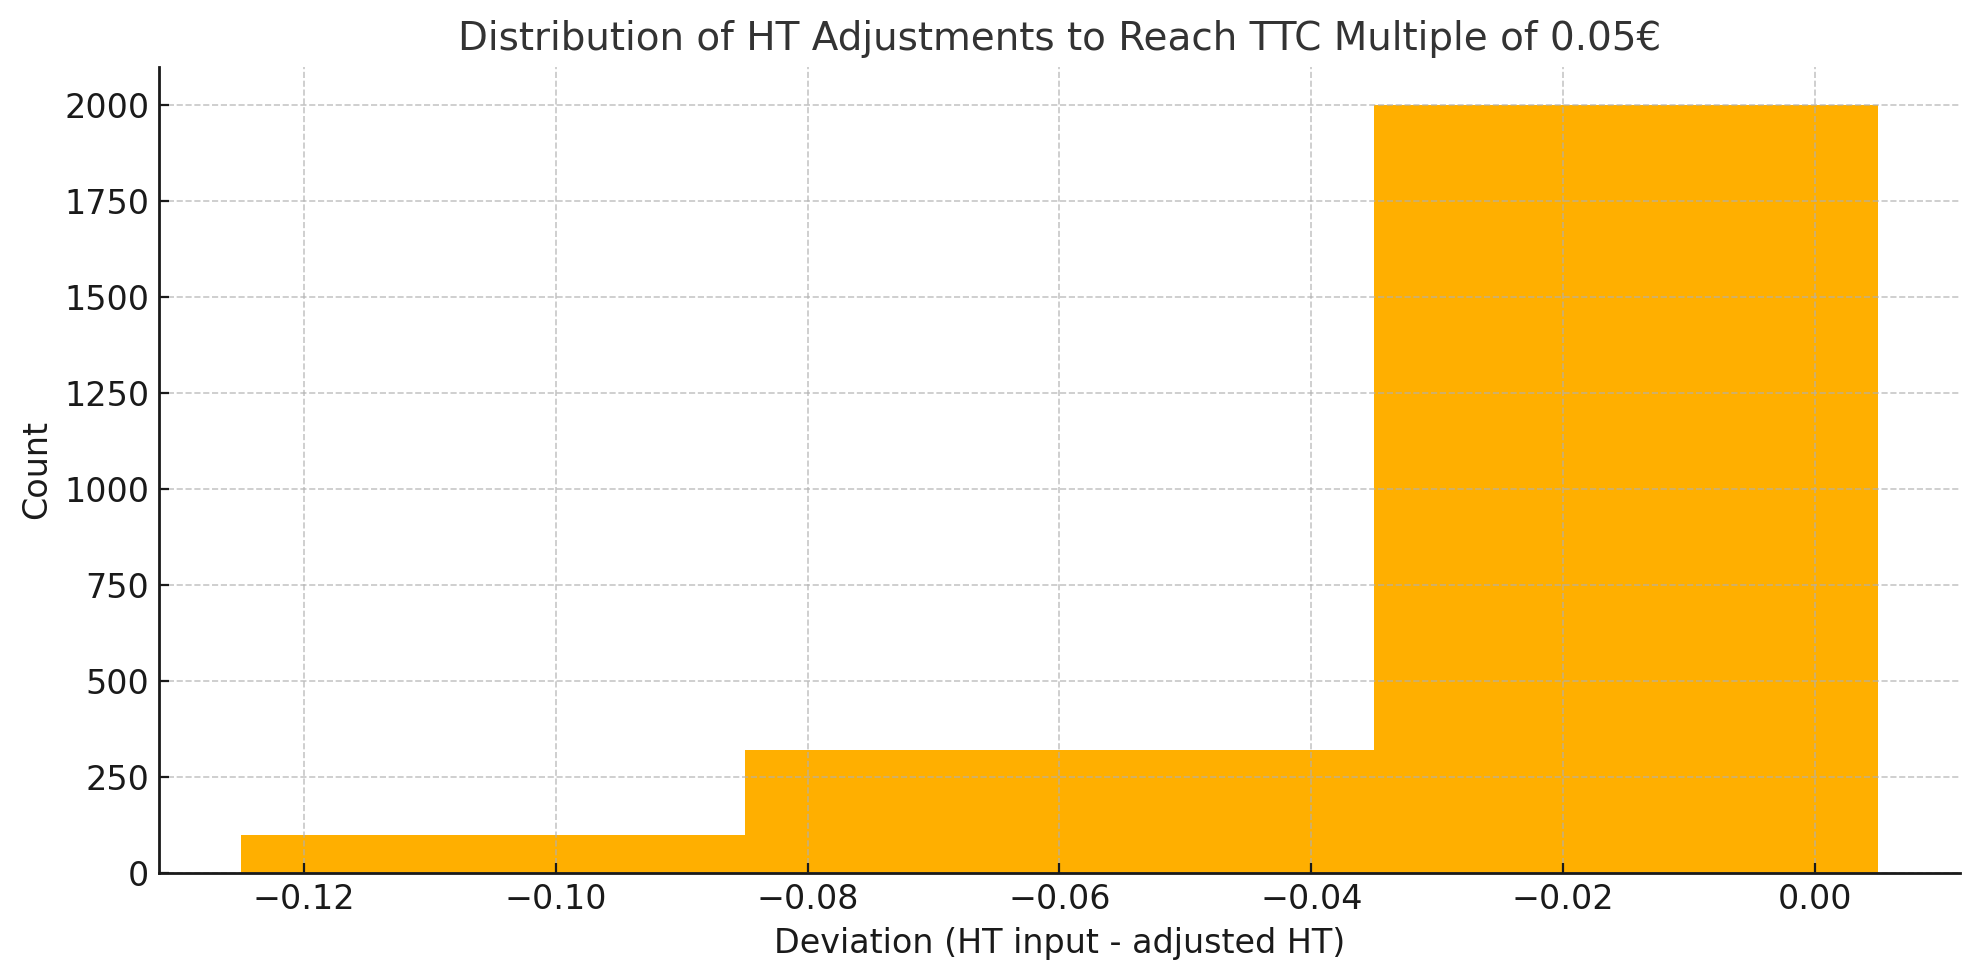 Distribution of HT Adjustments to Reach TTC Multiple of 0.05€
2000
1750
1500
1250
1000
750
500
250
0
Count
−0.12 −0.10 −0.08 −0.06 −0.04 −0.02 0.00
Deviation (HT input - adjusted HT)